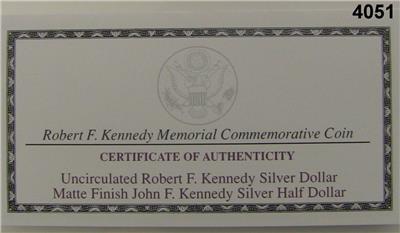 4051
Robert F. Kennedy Memorial Commemorative Coin
CERTIFICATE OF AUTHENTICITY
Uncirculated Robert F. Kennedy Silver Dollar
Matte Finish John F. Kennedy Silver Half Dollar